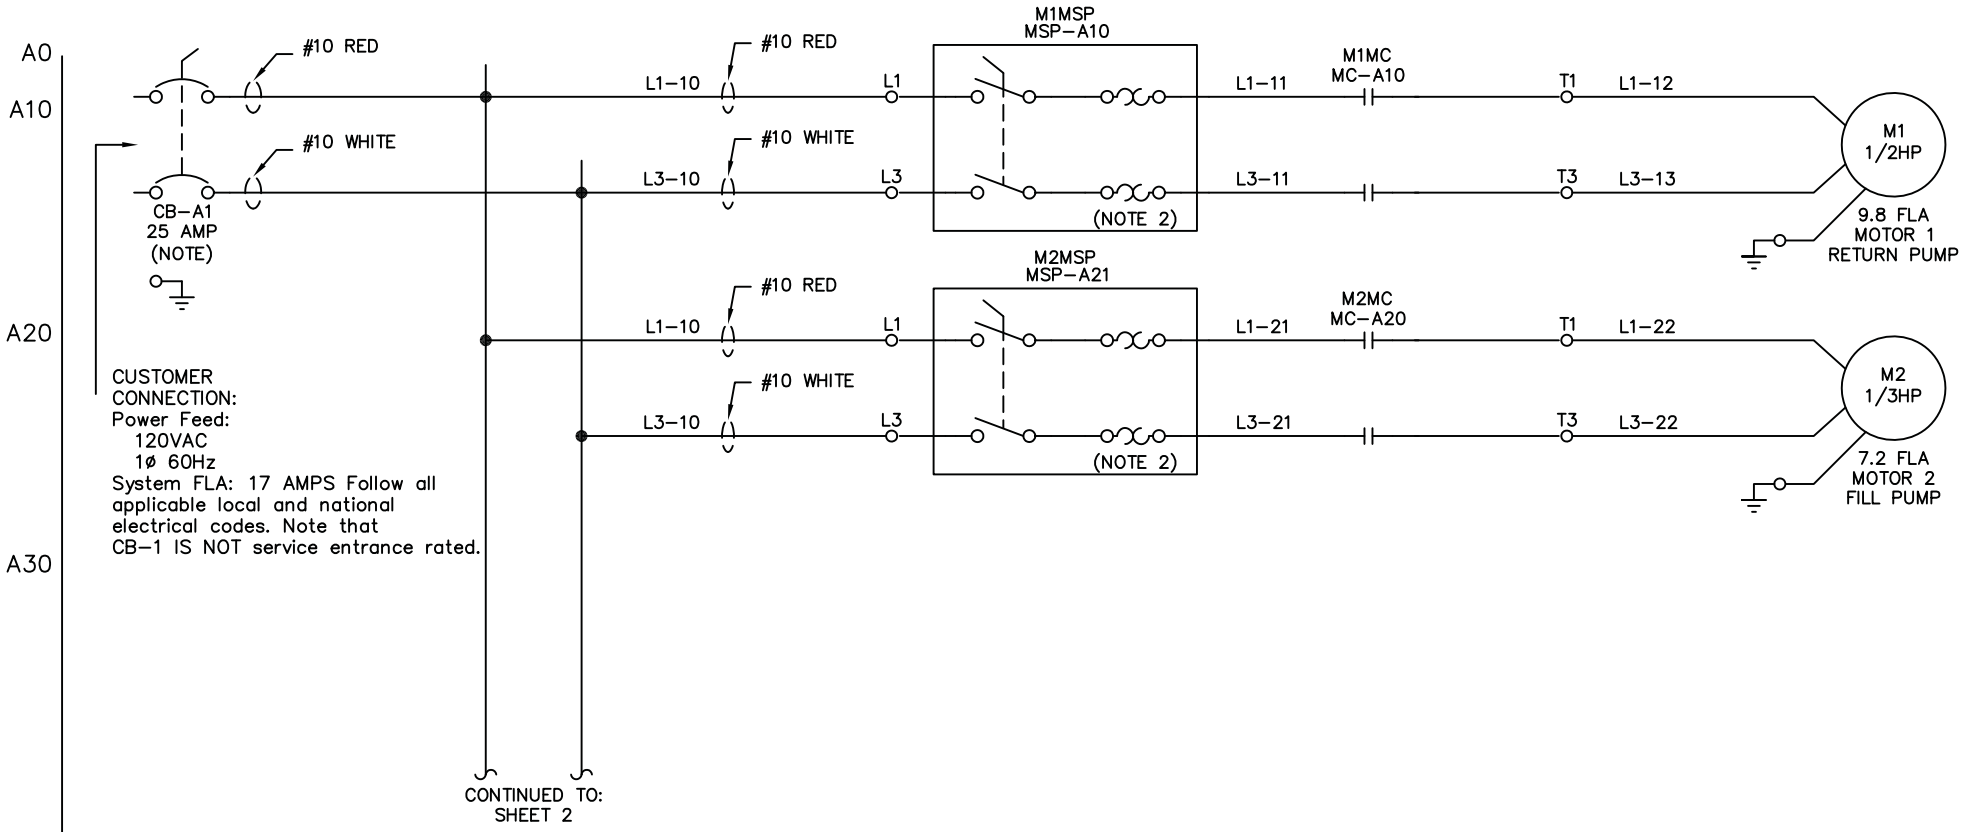 A0
A10
A20
A30
#10 RED
#10 WHITE
CB-A1
25 AMP
(NOTE)
CUSTOMER
CONNECTION:
Power Feed:
120VAC
1ø 60Hz
System FLA: 17 AMPS Follow all
applicable local and national
electrical codes. Note that
CB-1 IS NOT service entrance rated.
CONTINUED TO:
SHEET 2
L1-10
#10 RED
L1
M1MSP
MSP-A10
L1-11
M1MC
MC-A10
T1
L1-12
L3-10
#10 WHITE
L3
(NOTE 2)
L3-11
T3
L3-13
M1
1/2HP
9.8 FLA
MOTOR 1
RETURN PUMP
L1-10
#10 RED
L1
M2MSP
MSP-A21
L1-21
M2MC
MC-A20
T1
L1-22
L3-10
#10 WHITE
L3
(NOTE 2)
L3-21
T3
L3-22
M2
1/3HP
7.2 FLA
MOTOR 2
FILL PUMP